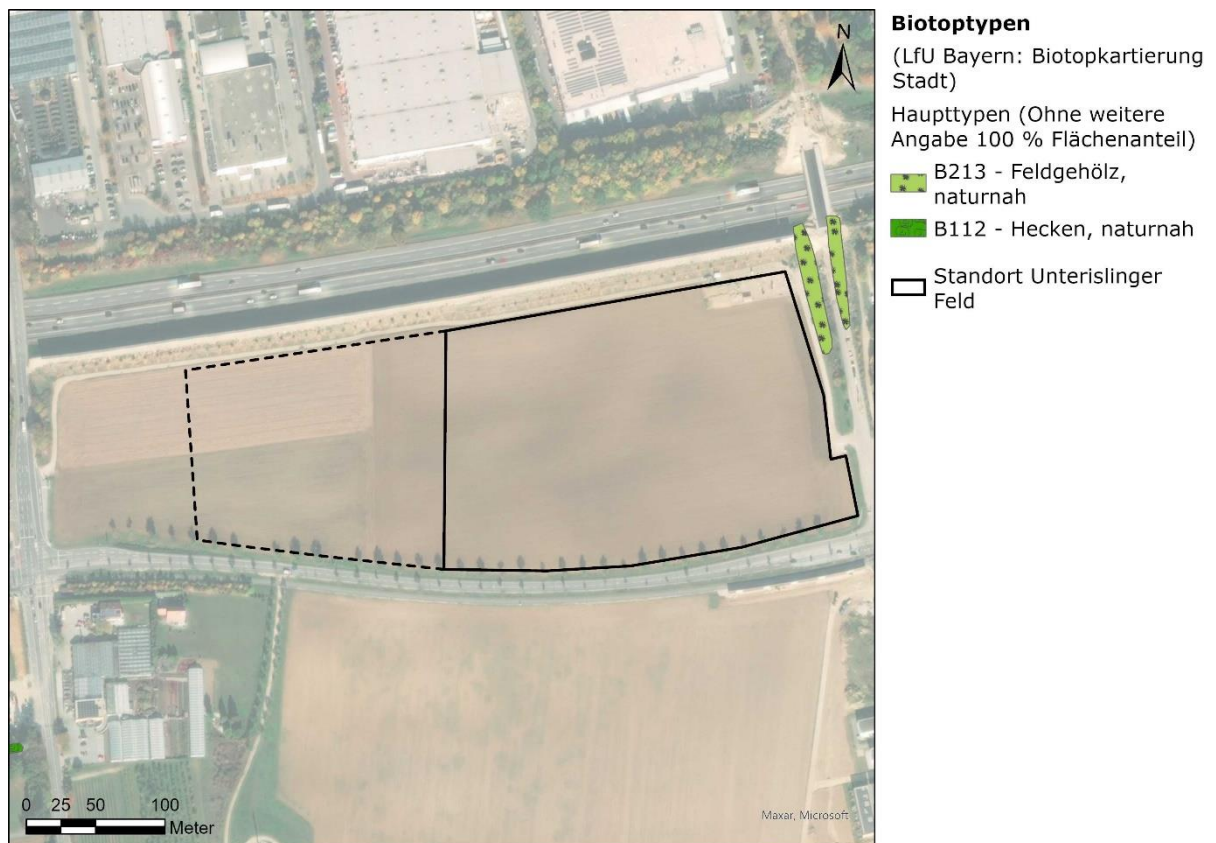 N
Biotoptypen
(LfU Bayern: Biotopkartierung
Stadt)
Haupttypen (Ohne weitere
Angabe 100 % Flächenanteil)
B213 - Feldgehölz,
naturnah
B112 - Hecken, naturnah
Standort Unterislinger
Feld
0 25 50 100
Meter
Maxar, Microsoft